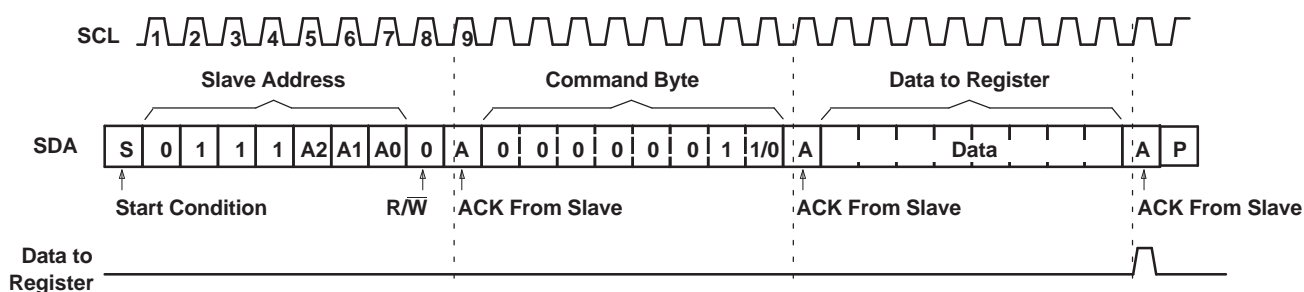 SCL 1 2 3 4 5 6 7 8 9
Slave Address Command Byte Data to Register
SDA S 0 1 1 1 A2 A1 A0 0 A 0 0 0 0 0 0 1 1/0 A Data A P
Start Condition R/W̅ ACK From Slave ACK From Slave ACK From Slave
Data to
Register